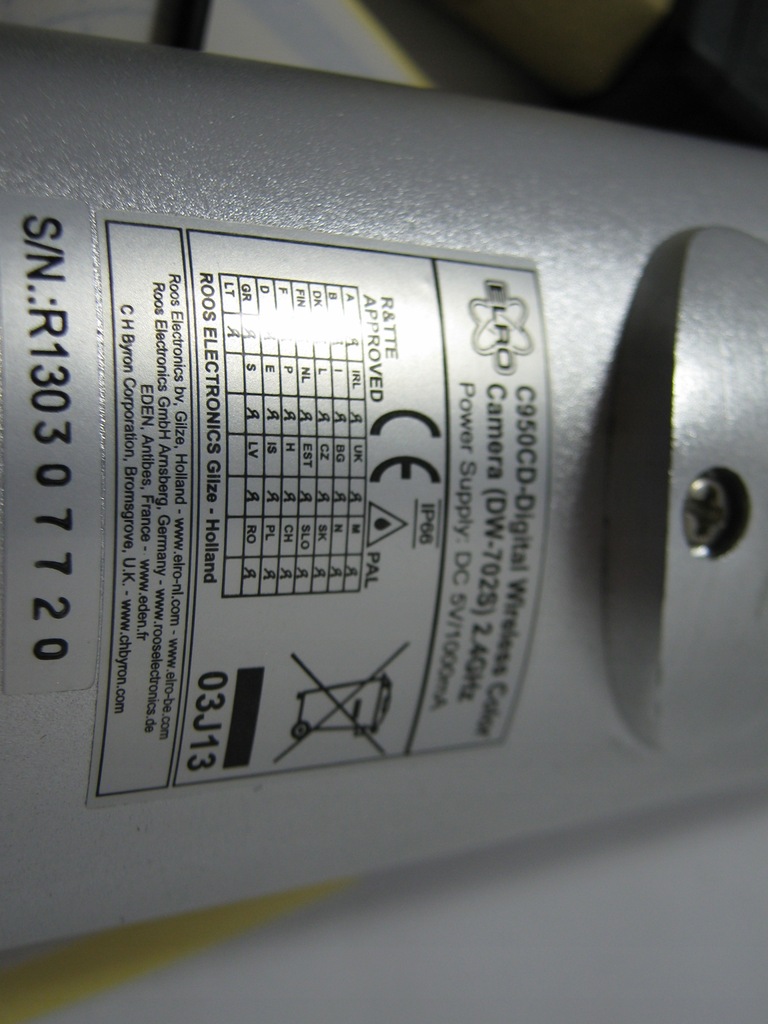 ELRO
C950CD-Digital Wireless Color
Camera (DW-702S) 2.4GHz
Power Supply: DC 5V/1000mA
R&TTE
APPROVED
CE
IP66
PAL
A IRL UK M
B I BG N
DK L CZ SK
FIN NL EST SLO
F P H CH
D E IS PL
GR S LV RO
LT
ROOS ELECTRONICS Gilze - Holland
03J13
Roos Electronics bv, Gilze, Holland - www.elro-nl.com - www.elro-be.com
Roos Electronics GmbH Arnsberg, Germany - www.rooselectronics.de
EDEN, Antibes, France - www.eden.fr
C H Byron Corporation, Bromsgrove, U.K. - www.chbyron.com
S/N.:R130307720